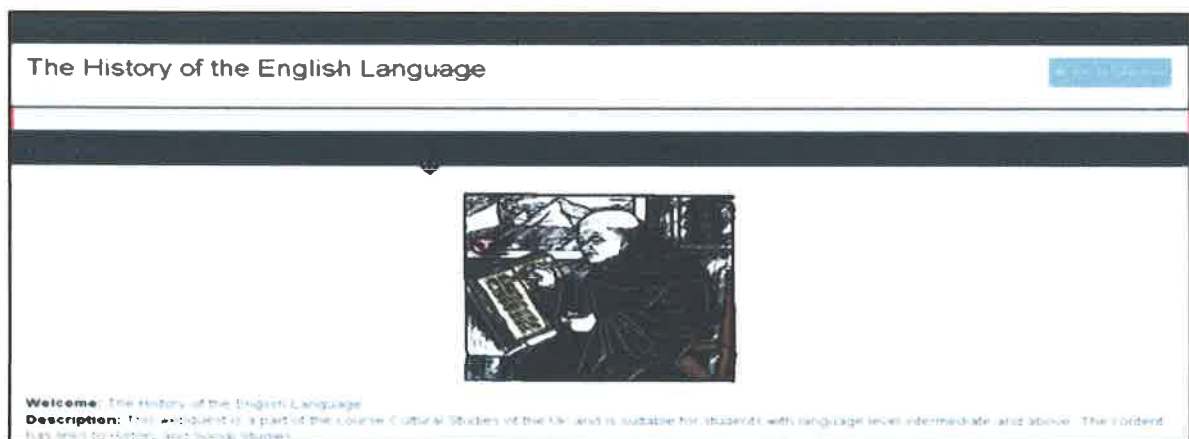 The History of the English Language
Welcome: The History of the English Language
Description: This webquest is a part of the course Cultural Studies of the UK and is suitable for students with language level intermediate and above. The content
has links to History and Social Studies